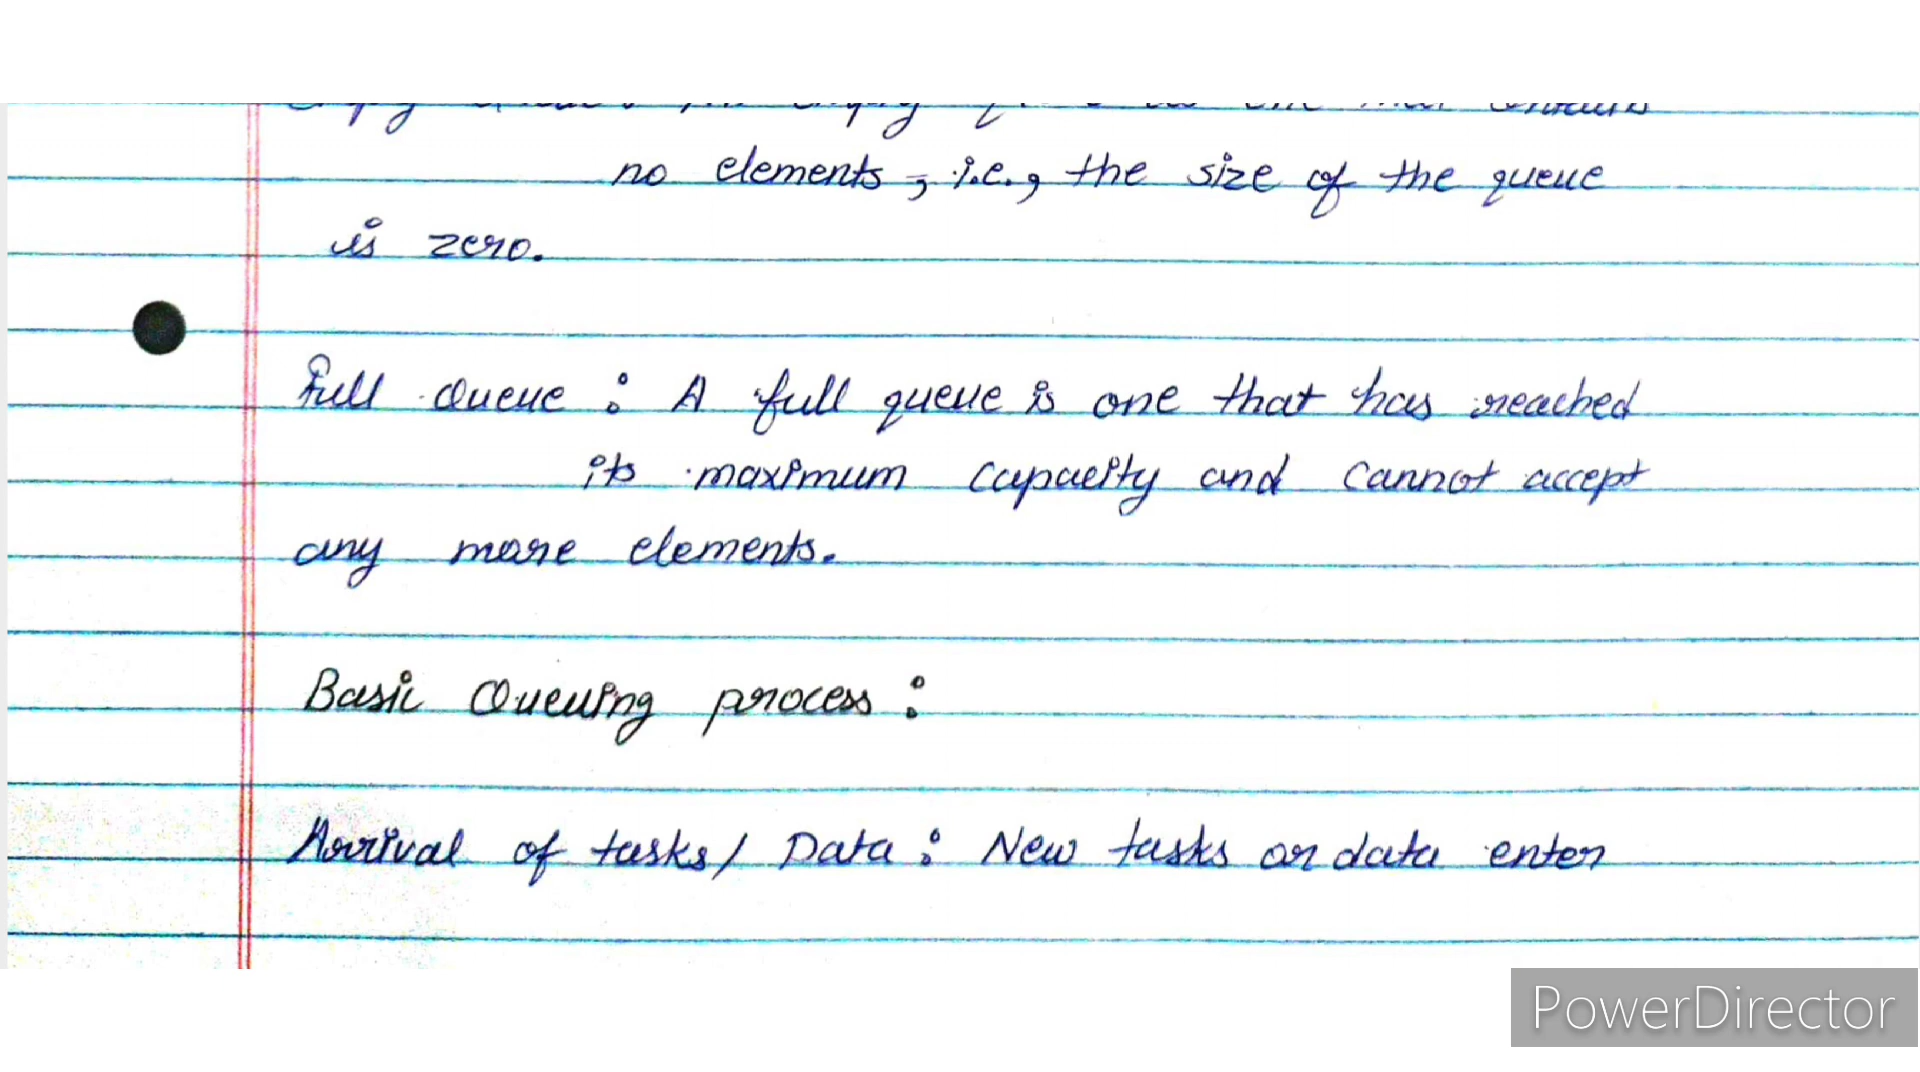 no elements, i.e., the size of the queue
is zero.
Full Queue : A full queue is one that has reached
its maximum capacity and cannot accept
any more elements.
Basic Queuing process :
Arrival of tasks/ Data : New tasks or data enter
PowerDirector